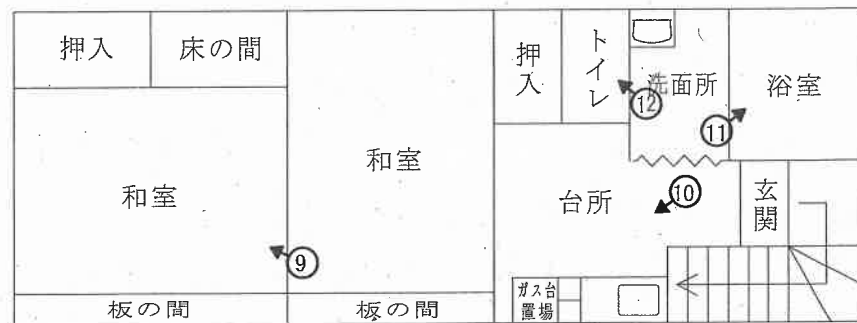 押入
床の間
和室
⑨
板の間
和室
板の間
押入
トイレ
⑫
洗面所
⑪
浴室
台所
⑩
玄関
ガス台
置場